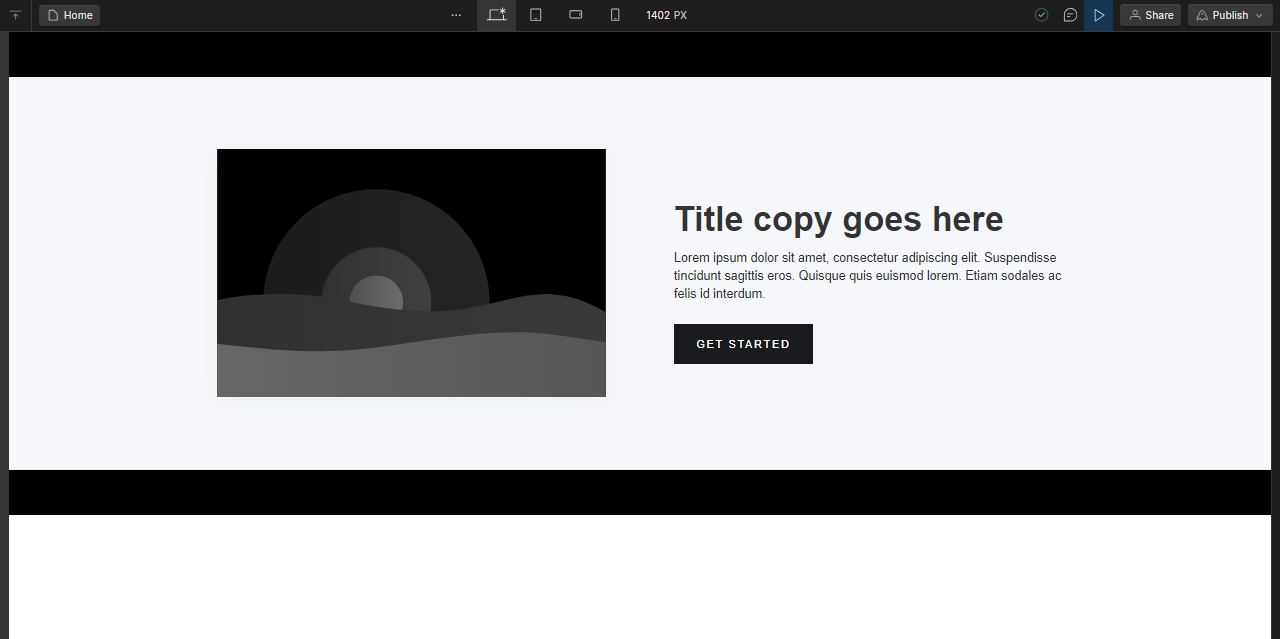 Home
1402 PX
Share
Publish
Title copy goes here
Lorem ipsum dolor sit amet, consectetur adipiscing elit. Suspendisse
tincidunt sagittis eros. Quisque quis euismod lorem. Etiam sodales ac
felis id interdum.
GET STARTED